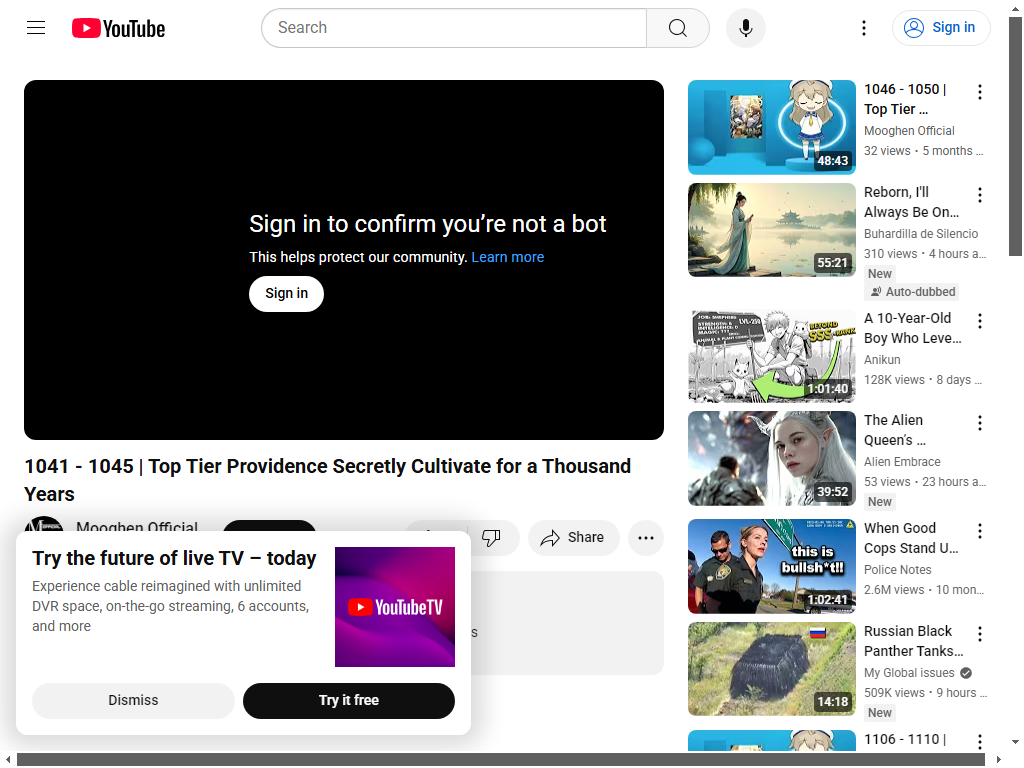 YouTube
Search
Sign in
Sign in to confirm you’re not a bot
This helps protect our community. Learn more
Sign in
1041 - 1045 | Top Tier Providence Secretly Cultivate for a Thousand
Years
Mooghen Official
Share
Try the future of live TV – today
Experience cable reimagined with unlimited
DVR space, on-the-go streaming, 6 accounts,
and more
YouTubeTV
Dismiss
Try it free
1046 - 1050 |
Top Tier ...
Mooghen Official
32 views • 5 months ...
48:43
Reborn, I'll
Always Be On...
Buhardilla de Silencio
310 views • 4 hours a...
New
Auto-dubbed
55:21
A 10-Year-Old
Boy Who Leve...
Anikun
128K views • 8 days ...
BEYOND
SSS-RANK
1:01:40
The Alien
Queen’s ...
Alien Embrace
53 views • 23 hours a...
New
39:52
When Good
Cops Stand U...
Police Notes
2.6M views • 10 mon...
this is
bullsh*t!!
1:02:41
Russian Black
Panther Tanks...
My Global issues
509K views • 9 hours ...
New
14:18
1106 - 1110 |